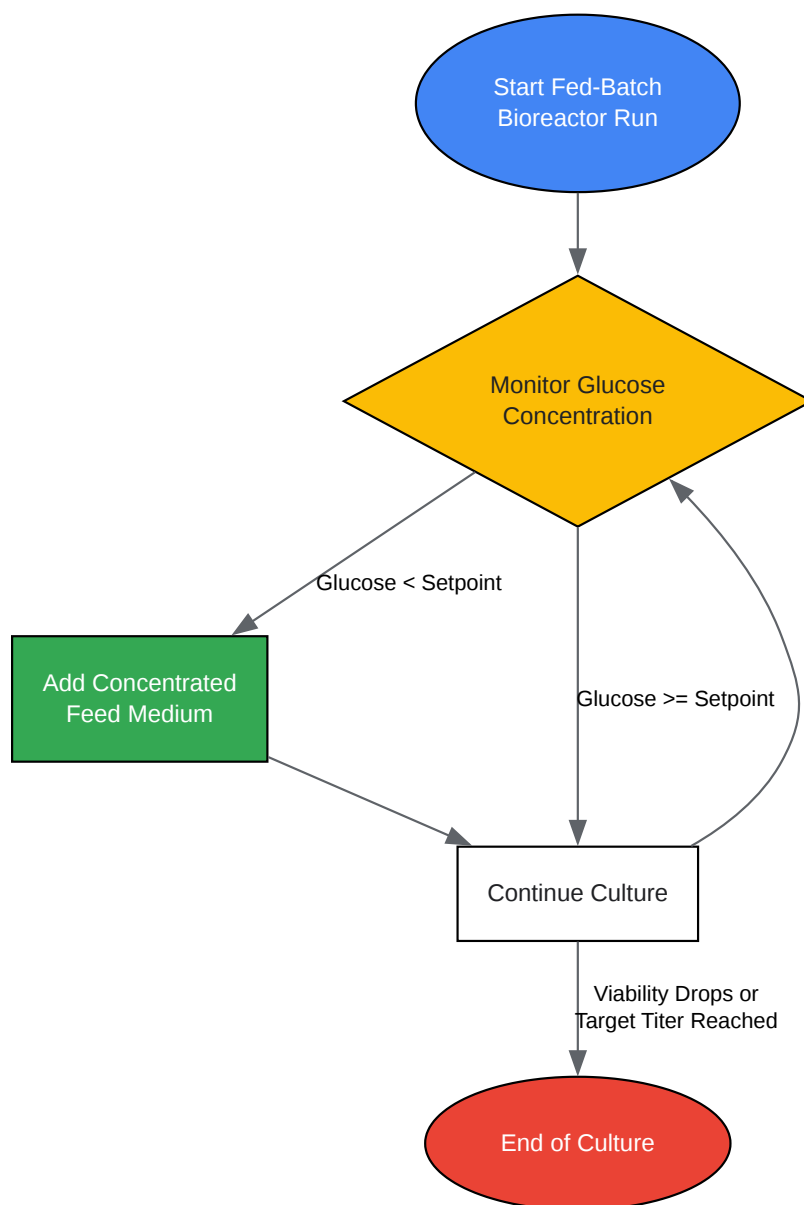 Start Fed-Batch
Bioreactor Run
Monitor Glucose
Concentration
Glucose < Setpoint
Add Concentrated
Feed Medium
Glucose >= Setpoint
Continue Culture
Viability Drops or
Target Titer Reached
End of Culture